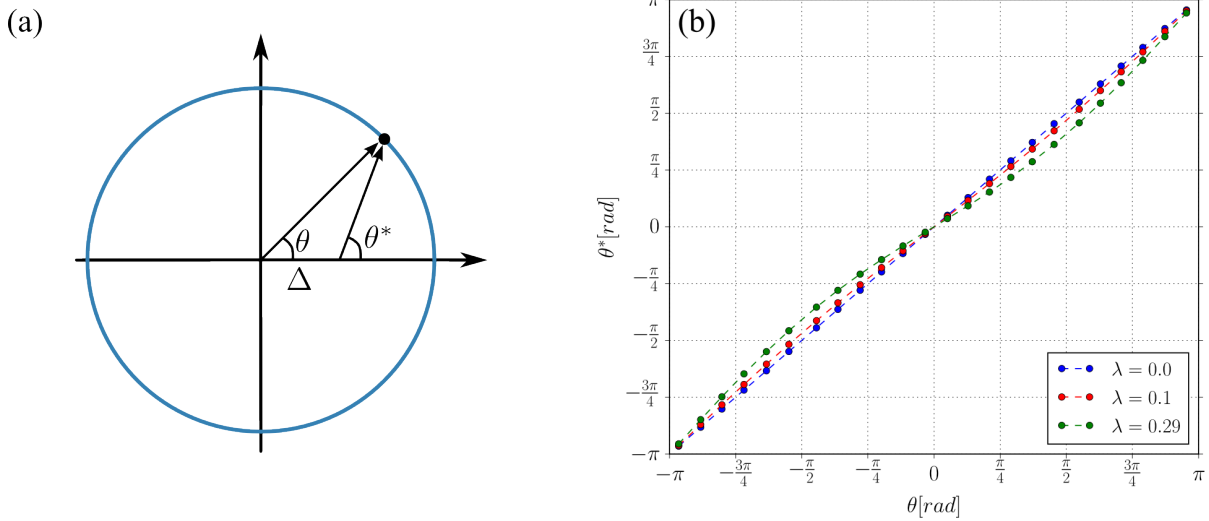 (a)
θ
θ*
Δ
(b)
π
3π/4
π/2
π/4
0
−π/4
−π/2
−3π/4
−π
θ*[rad]
−π −3π/4 −π/2 −π/4 0 π/4 π/2 3π/4 π
θ[rad]
λ = 0.0
λ = 0.1
λ = 0.29